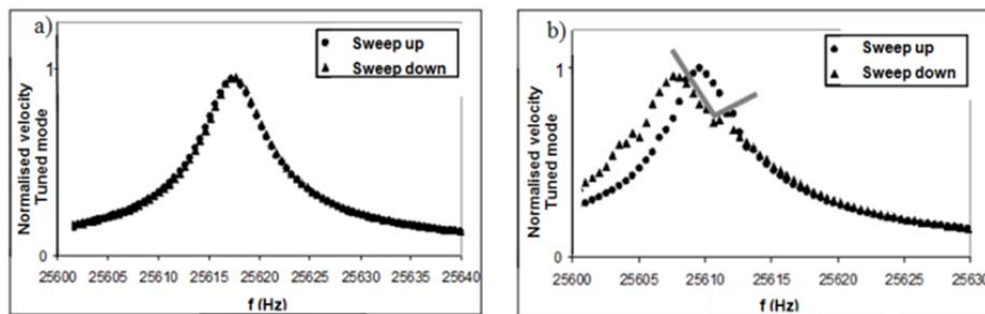 a)
Sweep up
Sweep down
Normalised velocity
Tuned mode
1
0
25600 25605 25610 25615 25620 25625 25630 25635 25640
f (Hz)
b)
Sweep up
Sweep down
Normalised velocity
Tuned mode
1
0
25600 25605 25610 25615 25620 25625 25630
f (Hz)